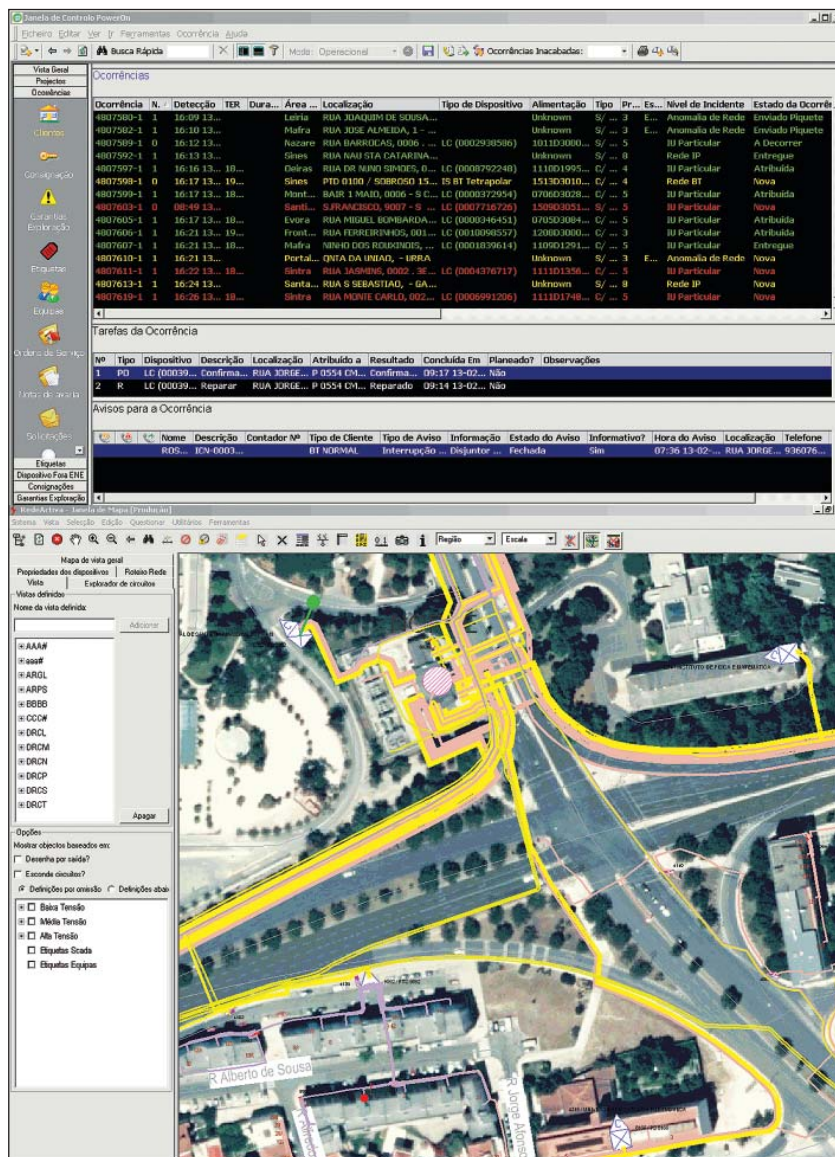 Janela de Controlo PowerOn
Ficheiro Editar Ver Ir Ferramentas Ocorrência Ajuda
Busca Rápida Modo: Operacional Ocorrências Inacabadas:
Vista Geral
Projectos
Ocorrências
Clientes
Consignação
Garantias Exploração
Etiquetas
Equipas
Ordens de Serviço
Notas de avaria
Solicitações
Etiquetas
Dispositivo Fora ENE
Consignações
Garantias Exploração
Ocorrências
Ocorrência N. Detecção TER Dura... Área ... Localização Tipo de Dispositivo Alimentação Tipo Pr... Es... Nivel de Incidente Estado da Ocorrê
4807580-1 1 16:09 13... Leiria RUA JOAQUIM DE SOUSA... Unknown S/ ... 3 E... Anomalia de Rede Enviado Piquete
4807582-1 1 16:10 13... Mafra RUA JOSE ALMEIDA, 1 - ... Unknown S/ ... 3 E... Anomalia de Rede Enviado Piquete
4807589-1 0 16:12 13... Nazare RUA BARROCAS, 0006 . ... LC (0002938586) 1011D3000... S/ ... 5 IU Particular A Decorrer
4807592-1 1 16:13 13... Sines RUA NAU STA CATARINA... Unknown S/ ... 8 Rede IP Entregue
4807597-1 1 16:16 13... 18... Oeiras RUA DR NUNO SIMOES, 0... LC (0008792248) 1110D1995... C/ ... 4 IU Particular Atribuída
4807598-1 0 16:17 13... 19... Sines PTD 0100 / SOBROSO 15... IS BT Tetrapolar 1513D3010... C/ ... 4 Rede BT Nova
4807599-1 1 16:17 13... 18... Mont... BAIR 1 MAIO, 0006 - S C... LC (0000372954) 0706D3028... C/ ... 5 IU Particular Atribuída
4807603-1 0 08:49 13... Santi... S.FRANCISCO, 9007 - S ... LC (0007716726) 1509D3051... S/ ... 5 IU Particular Nova
4807605-1 1 16:17 13... 18... Evora RUA MIGUEL BOMBARDA... LC (0000346451) 0705D3084... C/ ... 5 IU Particular Atribuída
4807606-1 1 16:21 13... 19... Front... RUA FERREIRINHOS, 001... LC (0010098557) 1208D3000... C/ ... 3 IU Particular Atribuída
4807607-1 1 16:21 13... 18... Mafra NINHO DOS ROUXINOIS, ... LC (0001839614) 1109D1291... C/ ... 5 IU Particular Entregue
4807610-1 1 16:21 13... Portal... QNTA DA UNIAO, - URRA Unknown S/ ... 3 E... Anomalia de Rede Nova
4807611-1 1 16:22 13... 18... Sintra RUA JASMINS, 0002 . 3E... LC (0004376717) 1111D1356... C/ ... 5 IU Particular Nova
4807613-1 1 16:24 13... Santa... RUA S SEBASTIAO, - GA... Unknown S/ ... 8 Rede IP Nova
4807619-1 1 16:26 13... 18... Sintra RUA MONTE CARLO, 002... LC (0006991206) 1111D1748... C/ ... 5 IU Particular Nova
Tarefas da Ocorrência
Nº Tipo Dispositivo Descrição Localização Atribuído a Resultado Concluída Em Planeado? Observações
1 PO LC (00039... Confirma... RUA JORGE... P 0554 CM... Confirma... 09:17 13-02... Não
2 R LC (00039... Reparar RUA JORGE... P 0554 CM... Reparado 09:14 13-02... Não
Avisos para a Ocorrência
Nome Descrição Contador Nº Tipo de Cliente Tipo de Aviso Informação Estado do Aviso Informativo? Hora do Aviso Localização Telefone
ROS... ICN-0003... BT NORMAL Interrupção ... Disjuntor ... Fechada Sim 07:36 13-02-... RUA JORGE... 936076...
RedeActiva - Janela de Mapa [Produção]
Sistema Vista Selecção Edição Questionar Utilitários Ferramentas
Região Escala
Mapa de vista geral
Propriedades dos dispositivos Roteiro Rede
Vista Explorador de circuitos
Vistas definidas
Nome da vista definida:
Adicionar
AAA#
aaa#
ARGL
ARPS
BBBB
CCC#
DRCL
DRCM
DRCN
DRCP
DRCS
DRCT
Apagar
Opções
Mostrar objectos baseados em:
Desenha por saída?
Esconde circuitos?
Definições por omissão Definições abaix
Baixa Tensão
Média Tensão
Alta Tensão
Etiquetas Scada
Etiquetas Equipas
R Alberto de Sousa
R Jorge Afonso